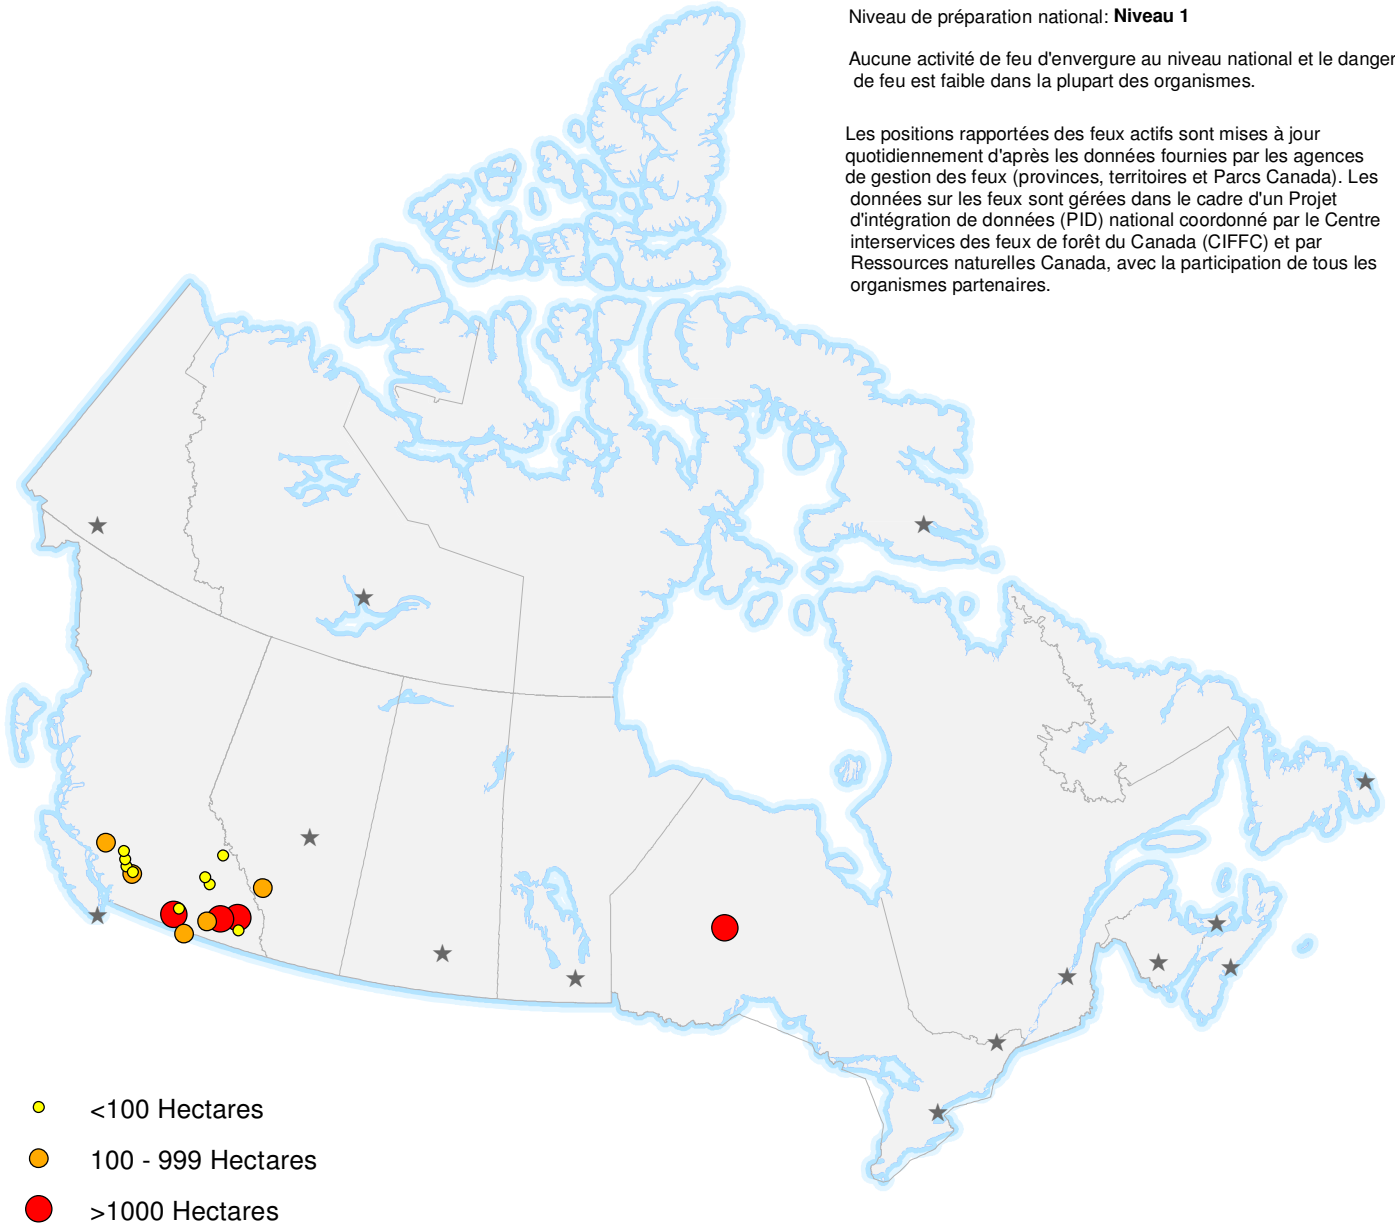 Niveau de préparation national: Niveau 1
Aucune activité de feu d'envergure au niveau national et le danger
de feu est faible dans la plupart des organismes.
Les positions rapportées des feux actifs sont mises à jour
quotidiennement d'après les données fournies par les agences
de gestion des feux (provinces, territoires et Parcs Canada). Les
données sur les feux sont gérées dans le cadre d'un Projet
d'intégration de données (PID) national coordonné par le Centre
interservices des feux de forêt du Canada (CIFFC) et par
Ressources naturelles Canada, avec la participation de tous les
organismes partenaires.
<100 Hectares
100 - 999 Hectares
>1000 Hectares